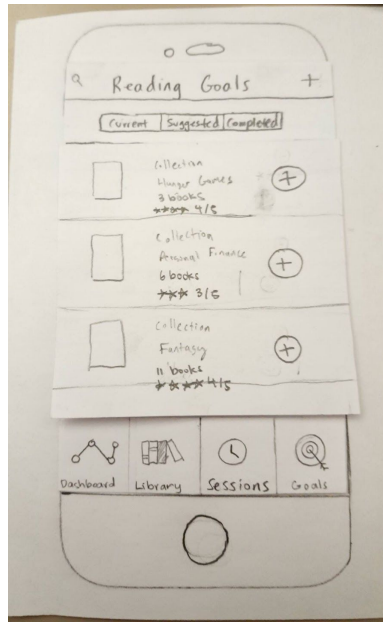 Reading Goals +
Current Suggested Completed
Collection
Hunger Games
3 books
★★★★ 4/5
+
Collection
Personal Finance
6 books
★★★ 3/5
+
Collection
Fantasy
11 books
★★★★ 4/5
+
Dashboard Library Sessions Goals